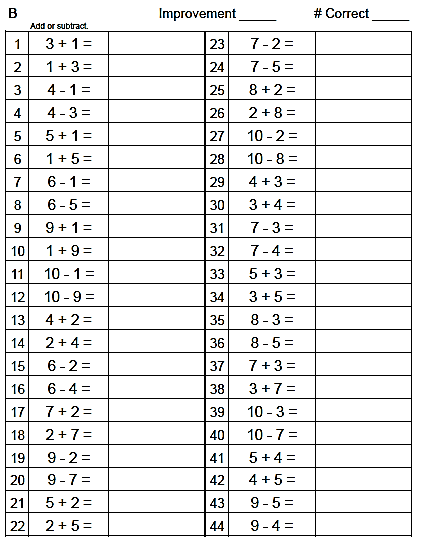 B Improvement _____ # Correct _____
Add or subtract.
1 3 + 1 = 23 7 - 2 =
2 1 + 3 = 24 7 - 5 =
3 4 - 1 = 25 8 + 2 =
4 4 - 3 = 26 2 + 8 =
5 5 + 1 = 27 10 - 2 =
6 1 + 5 = 28 10 - 8 =
7 6 - 1 = 29 4 + 3 =
8 6 - 5 = 30 3 + 4 =
9 9 + 1 = 31 7 - 3 =
10 1 + 9 = 32 7 - 4 =
11 10 - 1 = 33 5 + 3 =
12 10 - 9 = 34 3 + 5 =
13 4 + 2 = 35 8 - 3 =
14 2 + 4 = 36 8 - 5 =
15 6 - 2 = 37 7 + 3 =
16 6 - 4 = 38 3 + 7 =
17 7 + 2 = 39 10 - 3 =
18 2 + 7 = 40 10 - 7 =
19 9 - 2 = 41 5 + 4 =
20 9 - 7 = 42 4 + 5 =
21 5 + 2 = 43 9 - 5 =
22 2 + 5 = 44 9 - 4 =